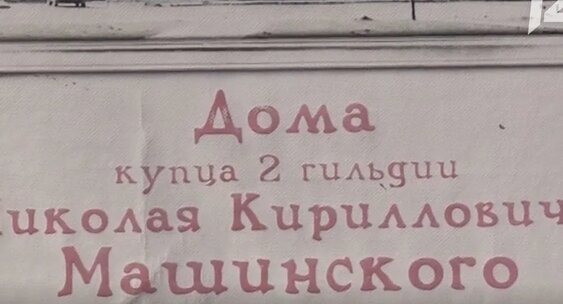 Дома
купца 2 гильдии
иколая Кириллович
Машинского